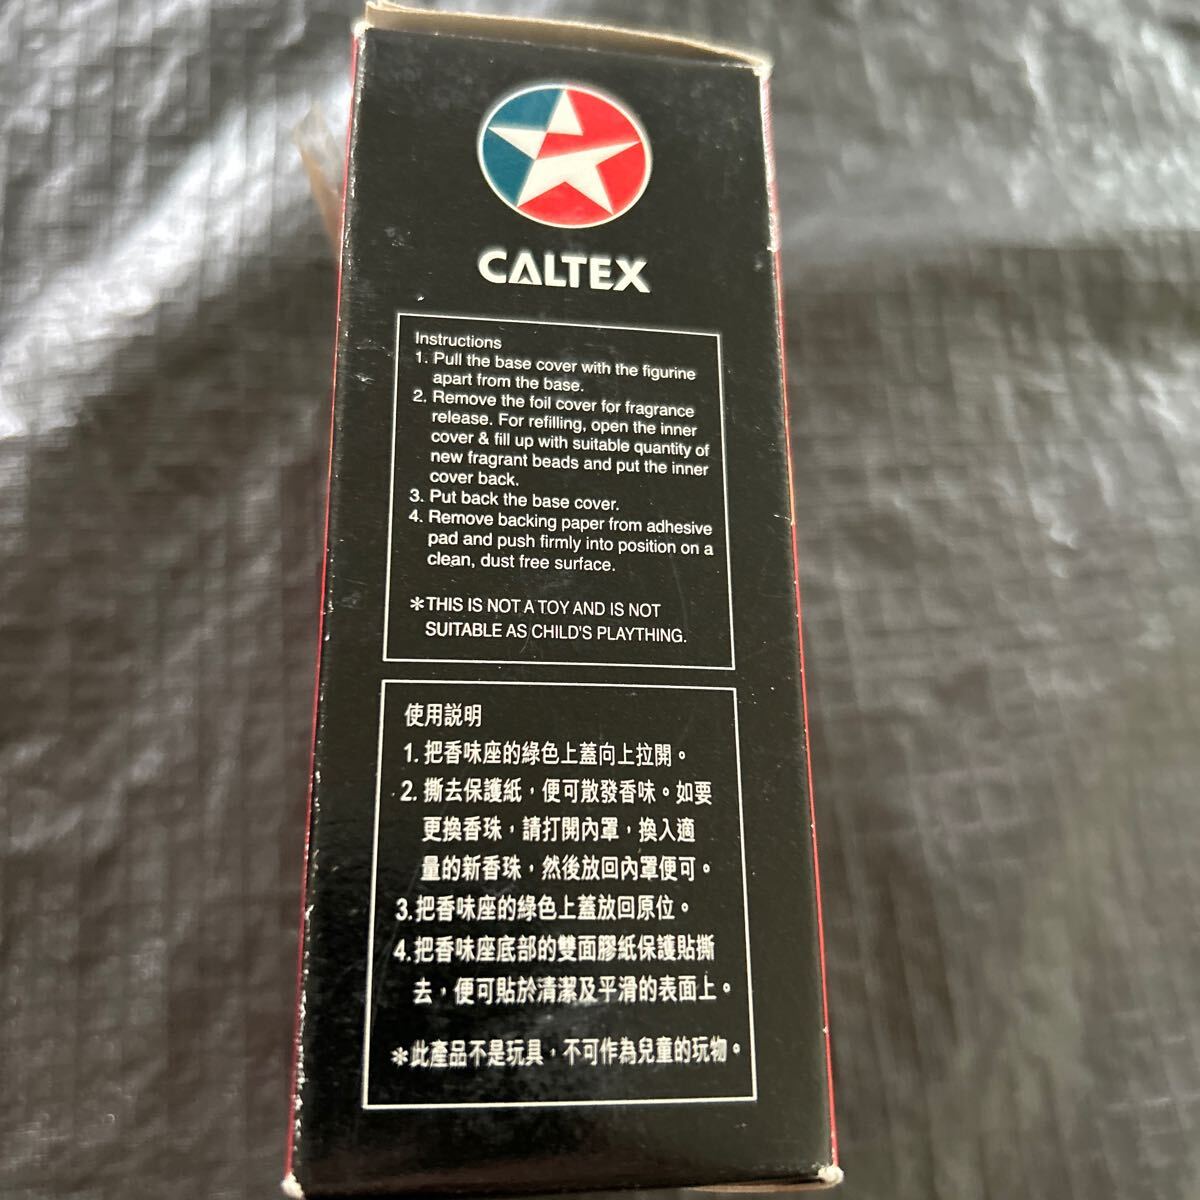 CALTEX
Instructions
1. Pull the base cover with the figurine
apart from the base.
2. Remove the foil cover for fragrance
release. For refilling, open the inner
cover & fill up with suitable quantity of
new fragrant beads and put the inner
cover back.
3. Put back the base cover.
4. Remove backing paper from adhesive
pad and push firmly into position on a
clean, dust free surface.
*THIS IS NOT A TOY AND IS NOT
SUITABLE AS CHILD'S PLAYTHING.
使用説明
1. 把香味座的綠色上蓋向上拉開。
2. 撕去保護紙，便可散發香味。如要
更換香珠，請打開內罩，換入適
量的新香珠，然後放回內罩便可。
3. 把香味座的綠色上蓋放回原位。
4. 把香味座底部的雙面膠紙保護貼撕
去，便可貼於清潔及平滑的表面上。
*此產品不是玩具，不可作為兒童的玩物。